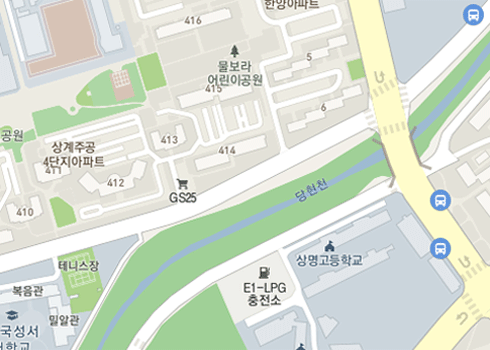 416
한양아파트
물보라
어린이공원
5
415
6
공원
상계주공
4단지아파트
413
414
411
412
410
GS25
당현천
테니스장
복음관
밀알관
국성서
대학교
E1-LPG
충전소
상명고등학교